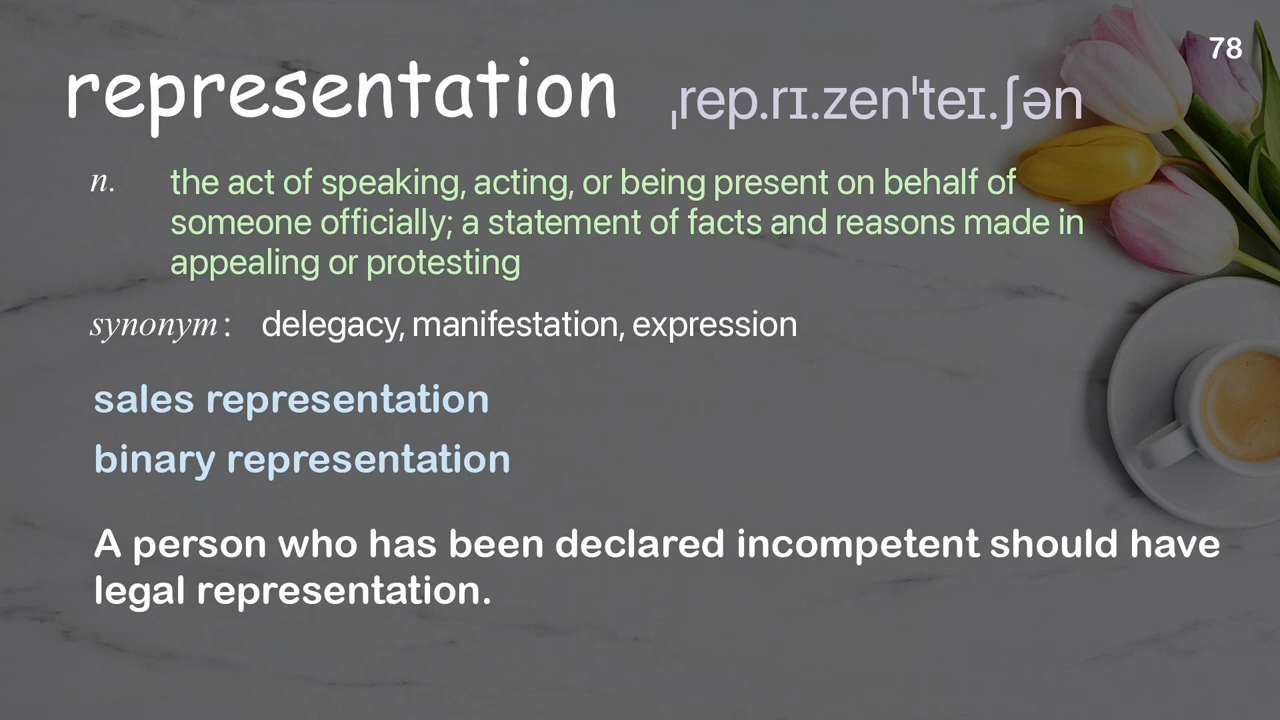 78
representation ˌrep.rɪ.zenˈteɪ.ʃən
n. the act of speaking, acting, or being present on behalf of
someone officially; a statement of facts and reasons made in
appealing or protesting
synonym: delegacy, manifestation, expression
sales representation
binary representation
A person who has been declared incompetent should have
legal representation.